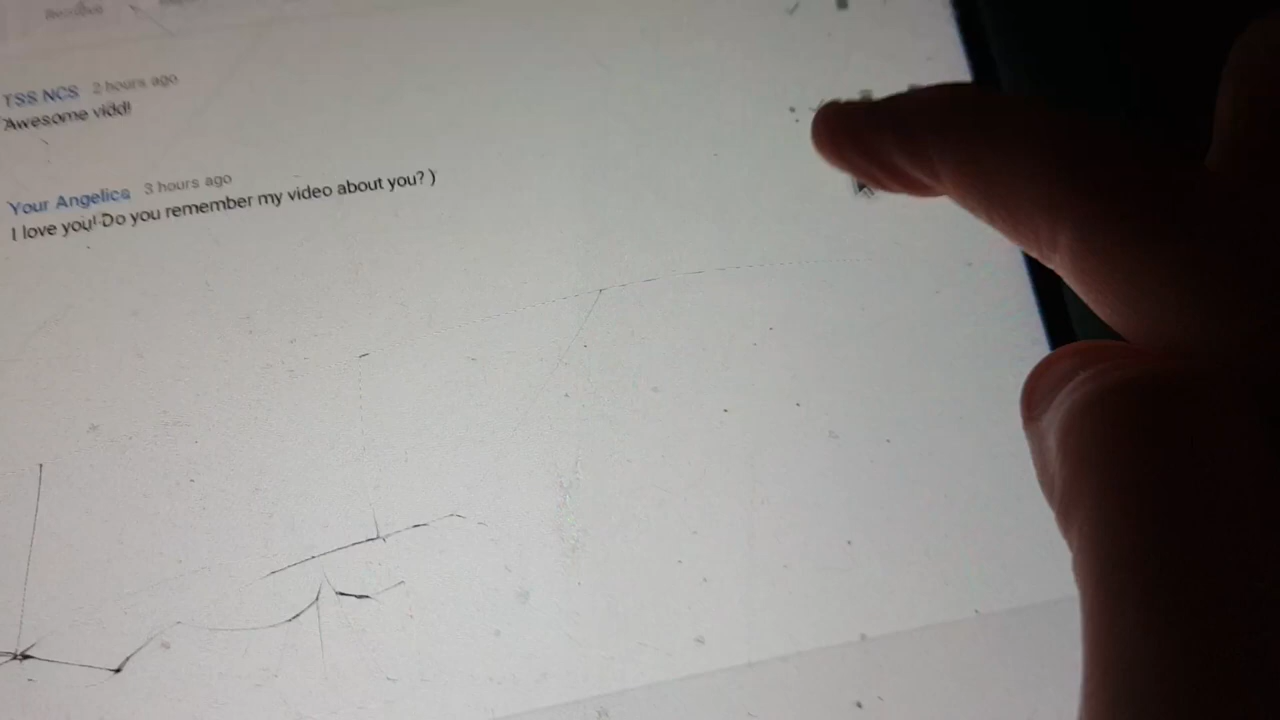 TSS NCS 2 hours ago
Awesome vidd!
Your Angelica 3 hours ago
I love you! Do you remember my video about you? )